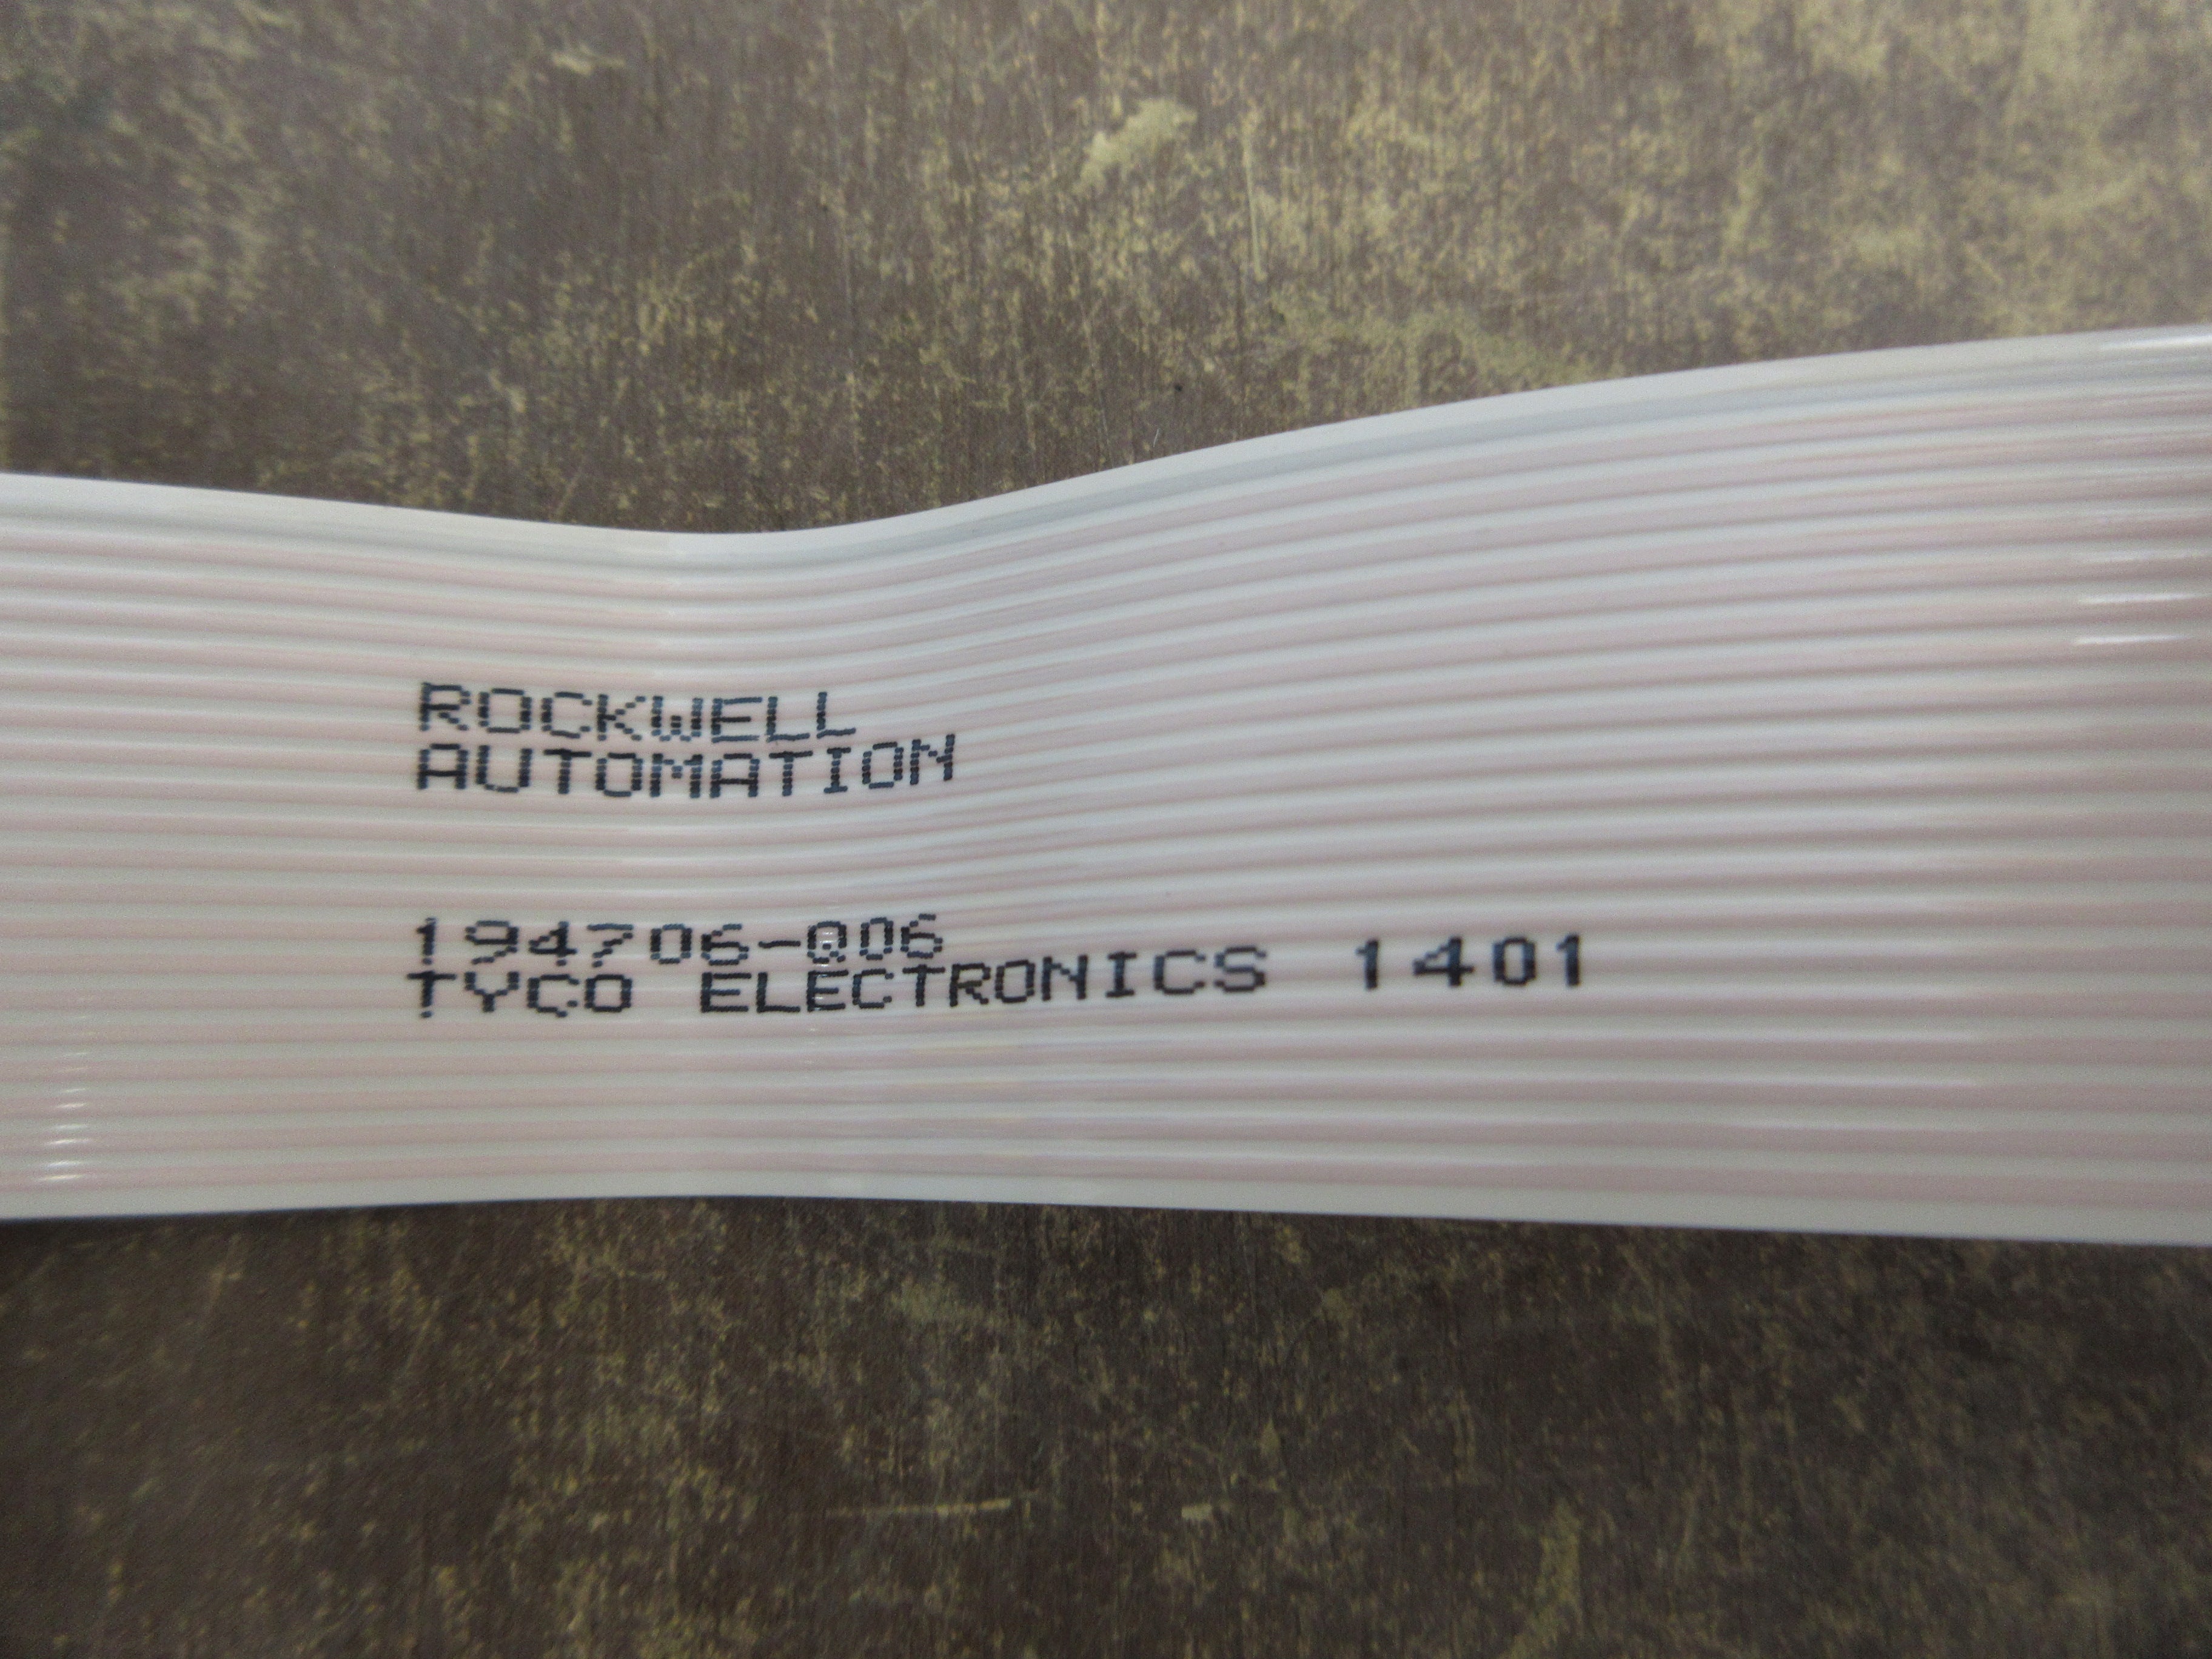 ROCKWELL
AUTOMATION
194706-Q06
TYCO ELECTRONICS 1401